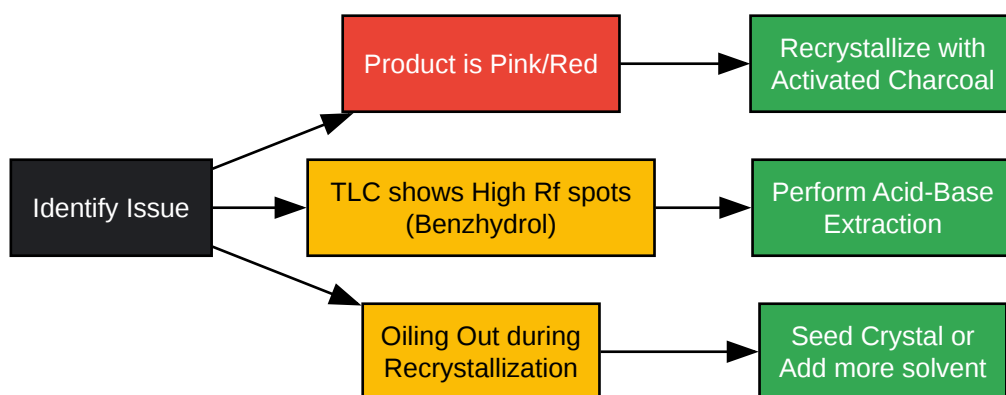 Product is Pink/Red
Recrystallize with
Activated Charcoal
Identify Issue
TLC shows High Rf spots
(Benzhydrol)
Perform Acid-Base
Extraction
Oiling Out during
Recrystallization
Seed Crystal or
Add more solvent